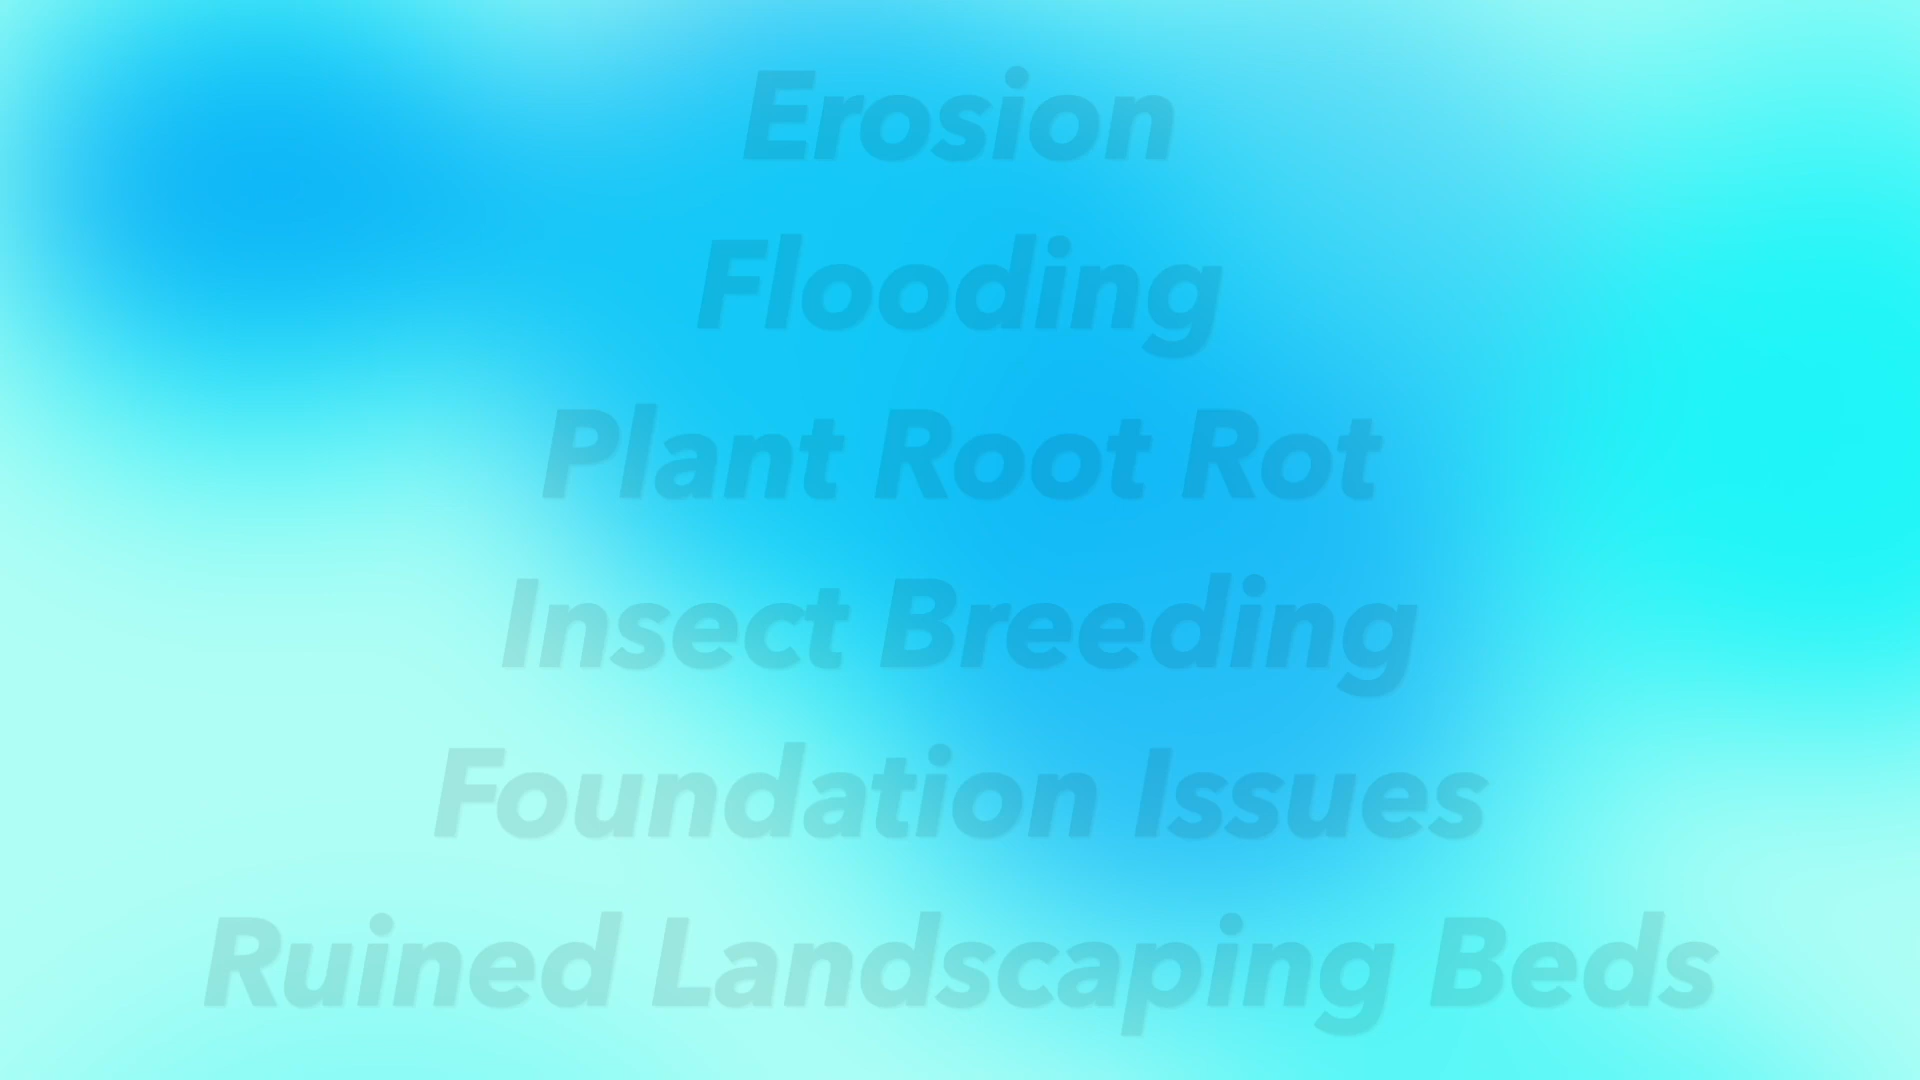 Erosion
Flooding
Plant Root Rot
Insect Breeding
Foundation Issues
Ruined Landscaping Beds